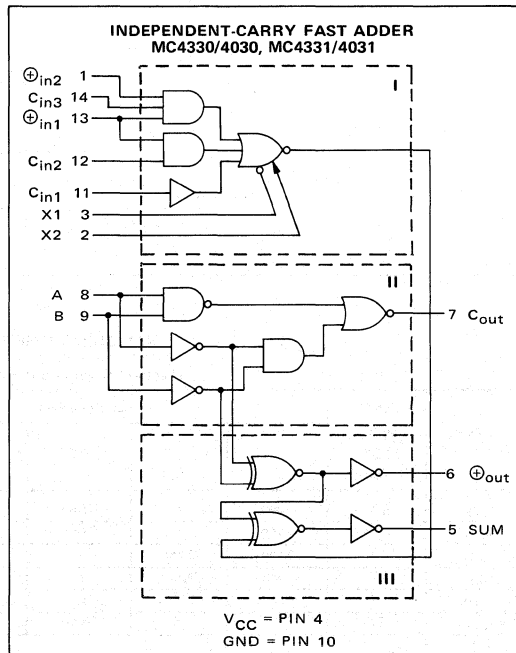 INDEPENDENT-CARRY FAST ADDER
MC4330/4030, MC4331/4031
⊕in2 1
Cin3 14
⊕in1 13
Cin2 12
Cin1 11
X1 3
X2 2
I
A 8
B 9
II
7 Cout
6 ⊕out
5 SUM
III
VCC = PIN 4
GND = PIN 10